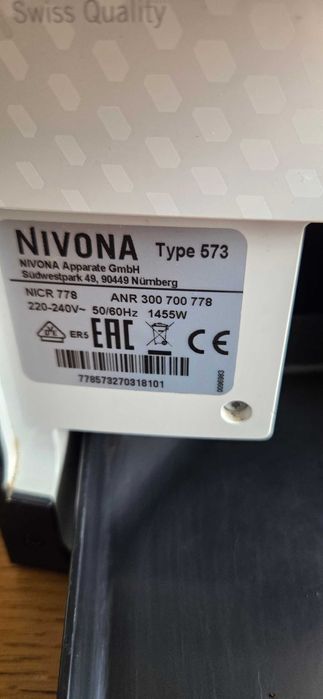 Swiss Quality
NIVONA Type 573
NIVONA Apparate GmbH
Südwestpark 49, 90449 Nürnberg
NICR 778 ANR 300 700 778
220-240V~ 50/60Hz 1455W
ER5 EAC CE
778573270318101